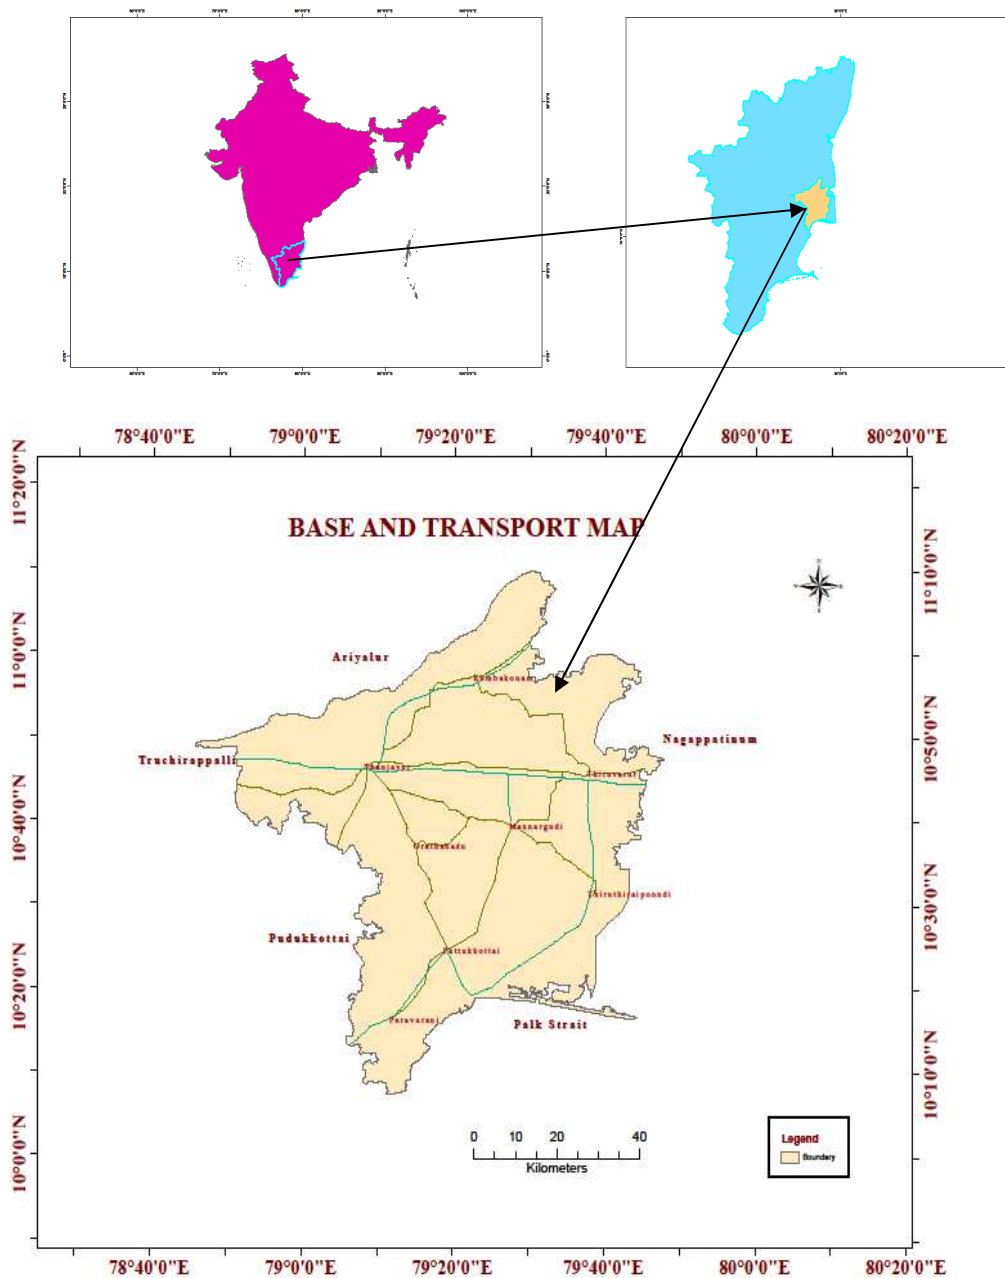 78°40'0"E 79°0'0"E 79°20'0"E 79°40'0"E 80°0'0"E 80°20'0"E
11°20'0"N
BASE AND TRANSPORT MAP
11°10'0"N
11°0'0"N
Ariyalur
Kumbakonam
Nagappatinum
10°50'0"N
Truchirappalli
Thanjavur
Thiruvarur
10°40'0"N
Mannargudi
Orathanadu
Thiruthiraipoondi
10°30'0"N
Pudukkottai
Pattukkottai
10°20'0"N
Peravurani
Palk Strait
10°10'0"N
10°0'0"N
0 10 20 40
Kilometers
Legend
Boundary
78°40'0"E 79°0'0"E 79°20'0"E 79°40'0"E 80°0'0"E 80°20'0"E